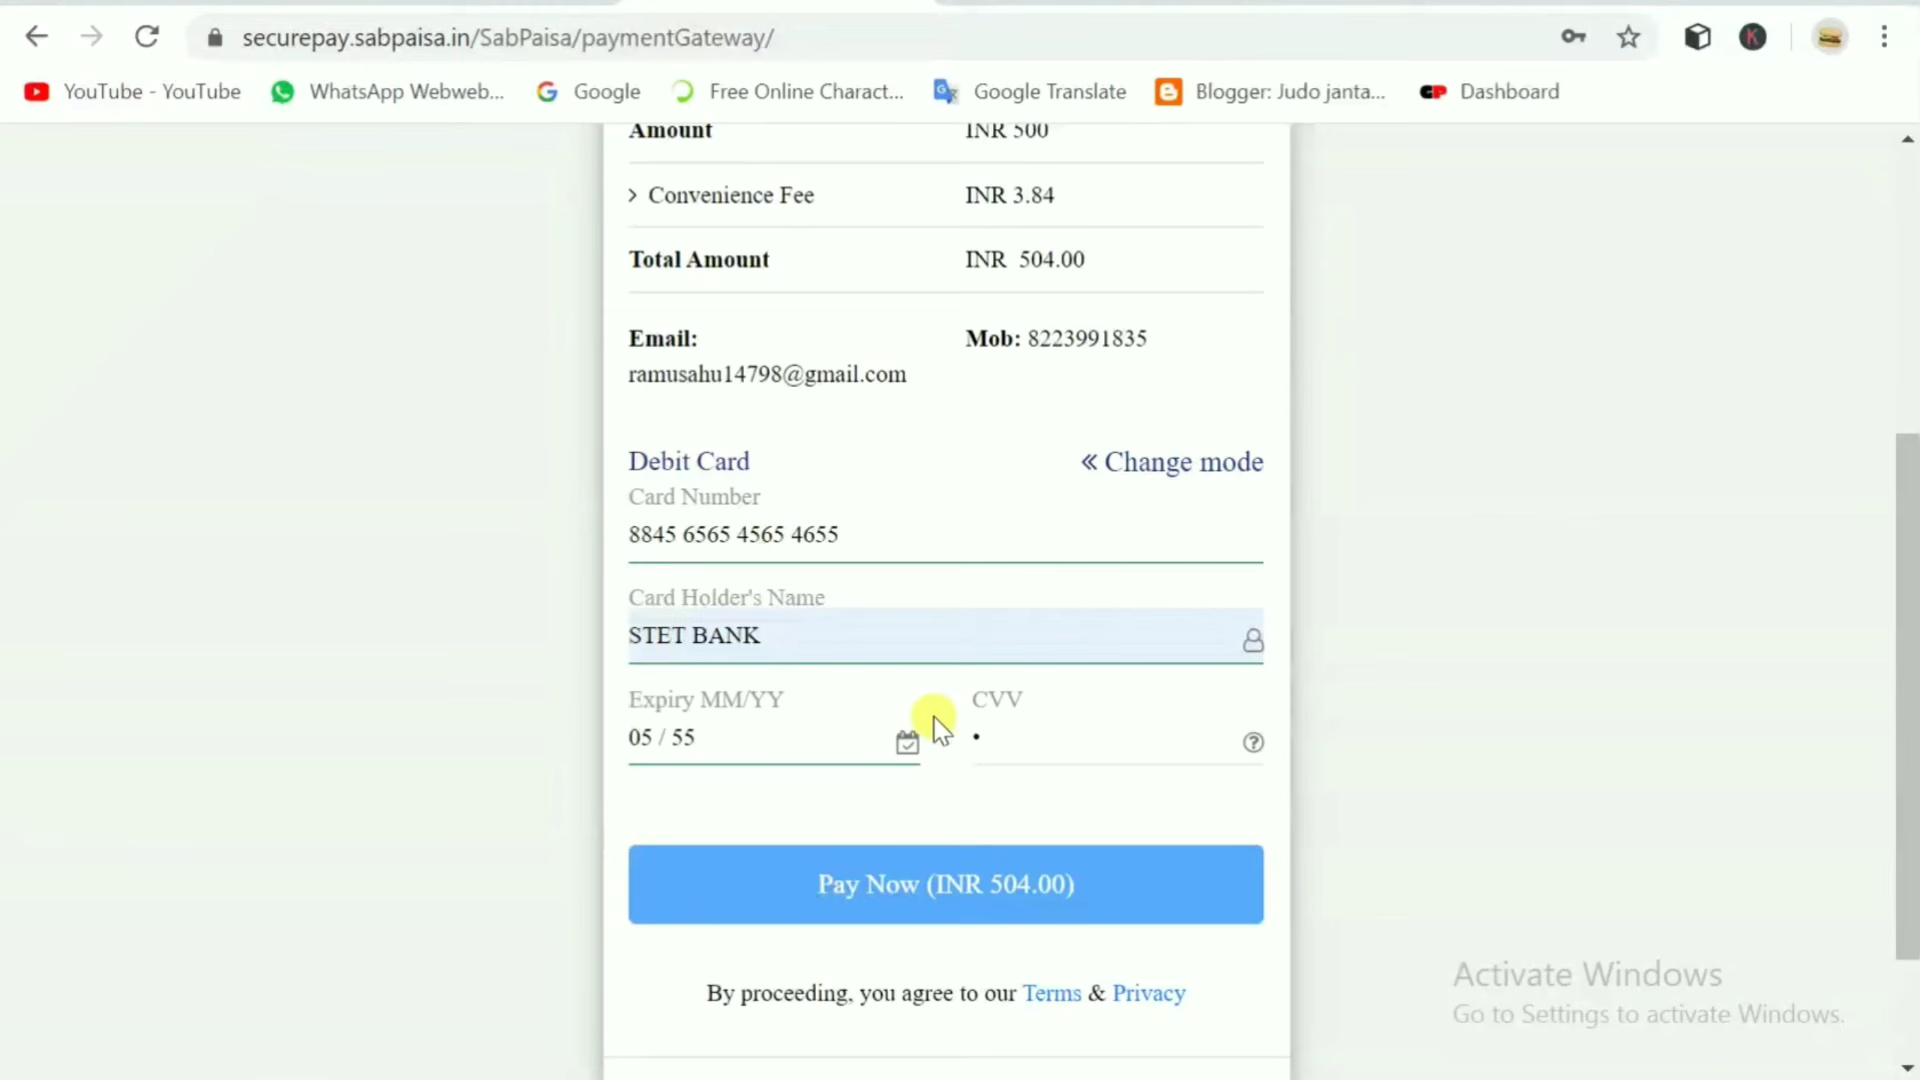 securepay.sabpaisa.in/SabPaisa/paymentGateway/
K
YouTube - YouTube WhatsApp Webweb... Google Free Online Charact... Google Translate Blogger: Judo janta... CP Dashboard
Amount INR 500
> Convenience Fee INR 3.84
Total Amount INR 504.00
Email: Mob: 8223991835
ramusahu14798@gmail.com
Debit Card « Change mode
Card Number
8845 6565 4565 4655
Card Holder's Name
STET BANK
Expiry MM/YY CVV
05 / 55 •
Pay Now (INR 504.00)
By proceeding, you agree to our Terms & Privacy
Activate Windows
Go to Settings to activate Windows.